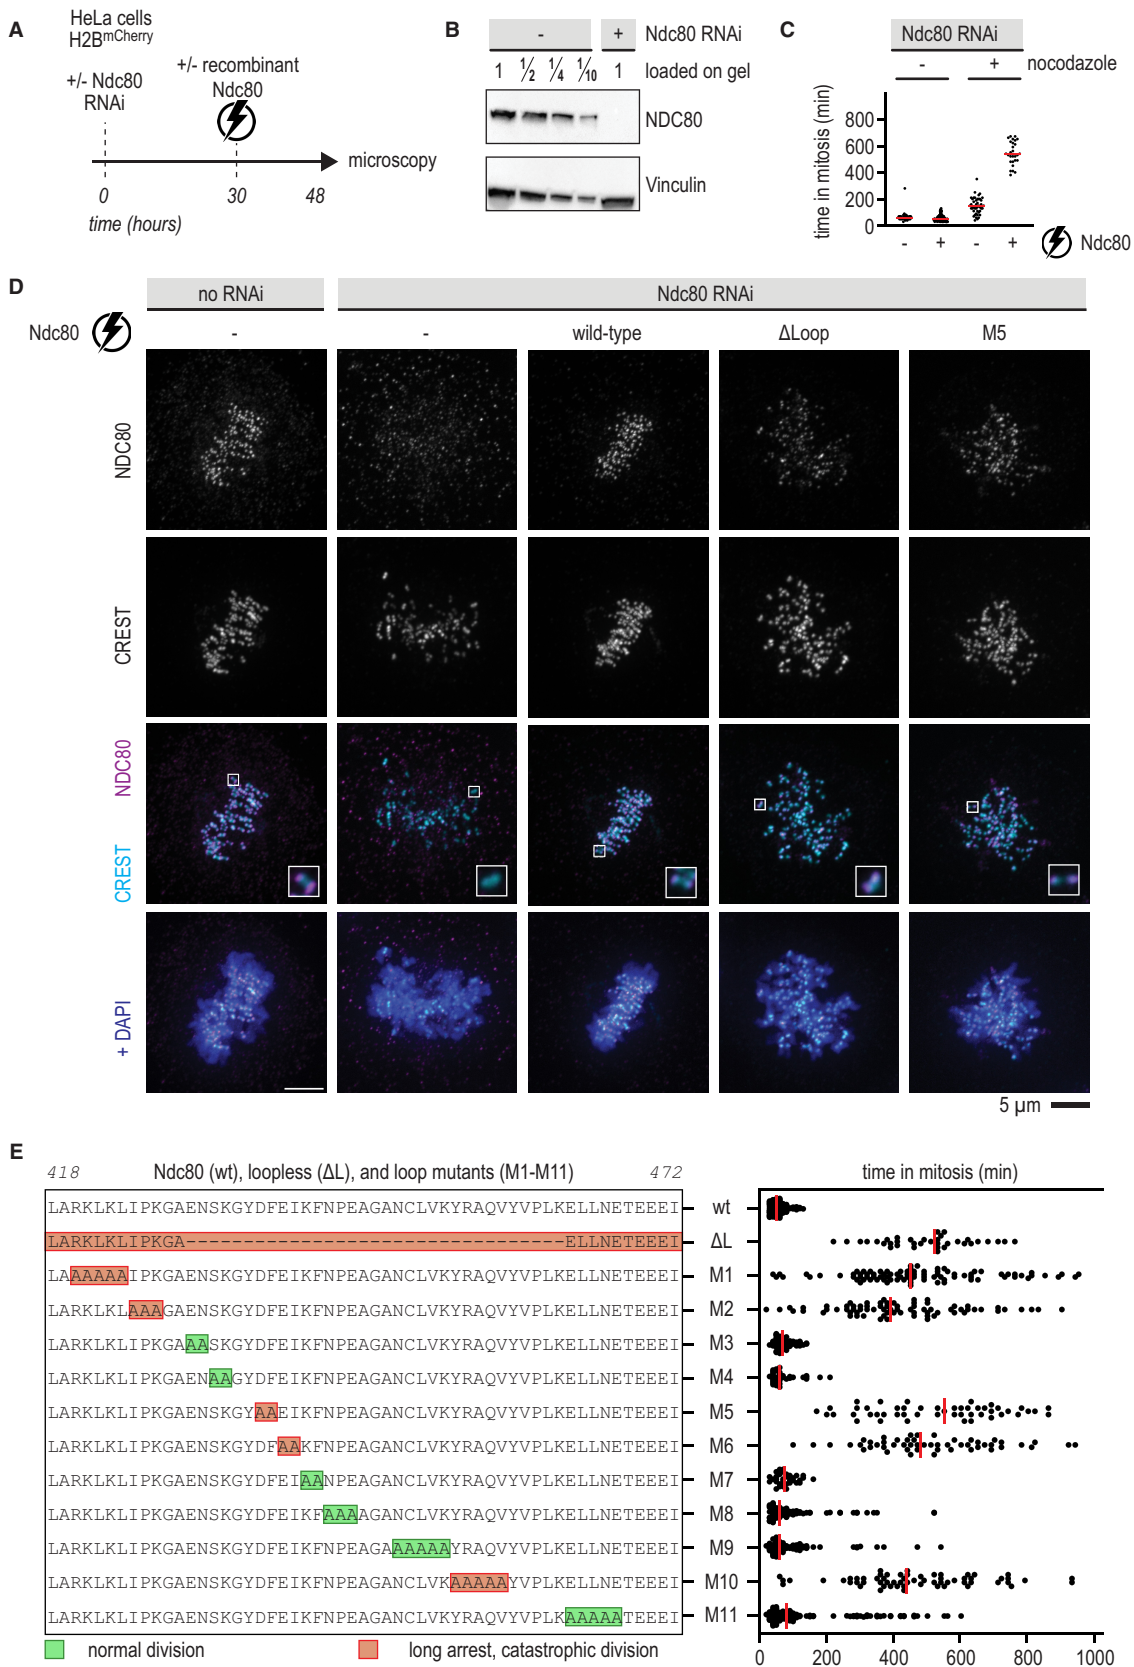 A
HeLa cells
H2BmCherry
+/- Ndc80
RNAi
+/- recombinant
Ndc80
microscopy
0 30 48
time (hours)
B
- + Ndc80 RNAi
1 1/2 1/4 1/10 1 loaded on gel
NDC80
Vinculin
C
Ndc80 RNAi
- + nocodazole
time in mitosis (min)
800
600
400
200
0
- + - + Ndc80
D
no RNAi Ndc80 RNAi
Ndc80 - - wild-type ΔLoop M5
NDC80
CREST
NDC80
CREST
+ DAPI
5 µm
E
418 Ndc80 (wt), loopless (ΔL), and loop mutants (M1-M11) 472
time in mitosis (min)
LARKLKLIPKGAENSKGYDFEIKFNPEAGANCLVKYRAQVYVPLKELLNETEEEI wt
LARKLKLIPKGA---------------------------------ELLNETEEEI ΔL
LAAAAAAIPKGAENSKGYDFEIKFNPEAGANCLVKYRAQVYVPLKELLNETEEEI M1
LARKLKLAAAGAENSKGYDFEIKFNPEAGANCLVKYRAQVYVPLKELLNETEEEI M2
LARKLKLIPKGAAASKGYDFEIKFNPEAGANCLVKYRAQVYVPLKELLNETEEEI M3
LARKLKLIPKGAENAAGYDFEIKFNPEAGANCLVKYRAQVYVPLKELLNETEEEI M4
LARKLKLIPKGAENSKGYAAEIKFNPEAGANCLVKYRAQVYVPLKELLNETEEEI M5
LARKLKLIPKGAENSKGYDFAAKFNPEAGANCLVKYRAQVYVPLKELLNETEEEI M6
LARKLKLIPKGAENSKGYDFEIAANPEAGANCLVKYRAQVYVPLKELLNETEEEI M7
LARKLKLIPKGAENSKGYDFEIKFAAAAGANCLVKYRAQVYVPLKELLNETEEEI M8
LARKLKLIPKGAENSKGYDFEIKFNPEAGAAAAAAYRAQVYVPLKELLNETEEEI M9
LARKLKLIPKGAENSKGYDFEIKFNPEAGANCLVKAAAAAYVPLKELLNETEEEI M10
LARKLKLIPKGAENSKGYDFEIKFNPEAGANCLVKYRAQVYVPLKAAAAATEEEI M11
normal division long arrest, catastrophic division
0 200 400 600 800 1000